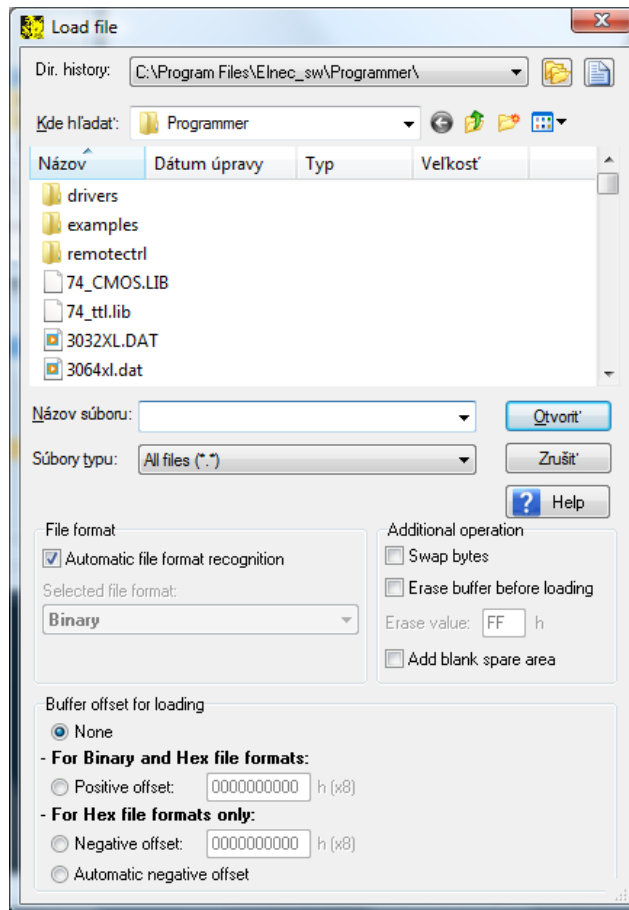 Load file
Dir. history: C:\Program Files\Elnec_sw\Programmer\
Kde hľadať: Programmer
Názov Dátum úpravy Typ Veľkosť
drivers
examples
remotectrl
74_CMOS.LIB
74_ttl.lib
3032XL.DAT
3064xl.dat
Názov súboru: Otvoriť
Súbory typu: All files (*.*) Zrušiť
Help
File format
Automatic file format recognition
Selected file format:
Binary
Additional operation
Swap bytes
Erase buffer before loading
Erase value: FF h
Add blank spare area
Buffer offset for loading
None
- For Binary and Hex file formats:
Positive offset: 0000000000 h (x8)
- For Hex file formats only:
Negative offset: 0000000000 h (x8)
Automatic negative offset